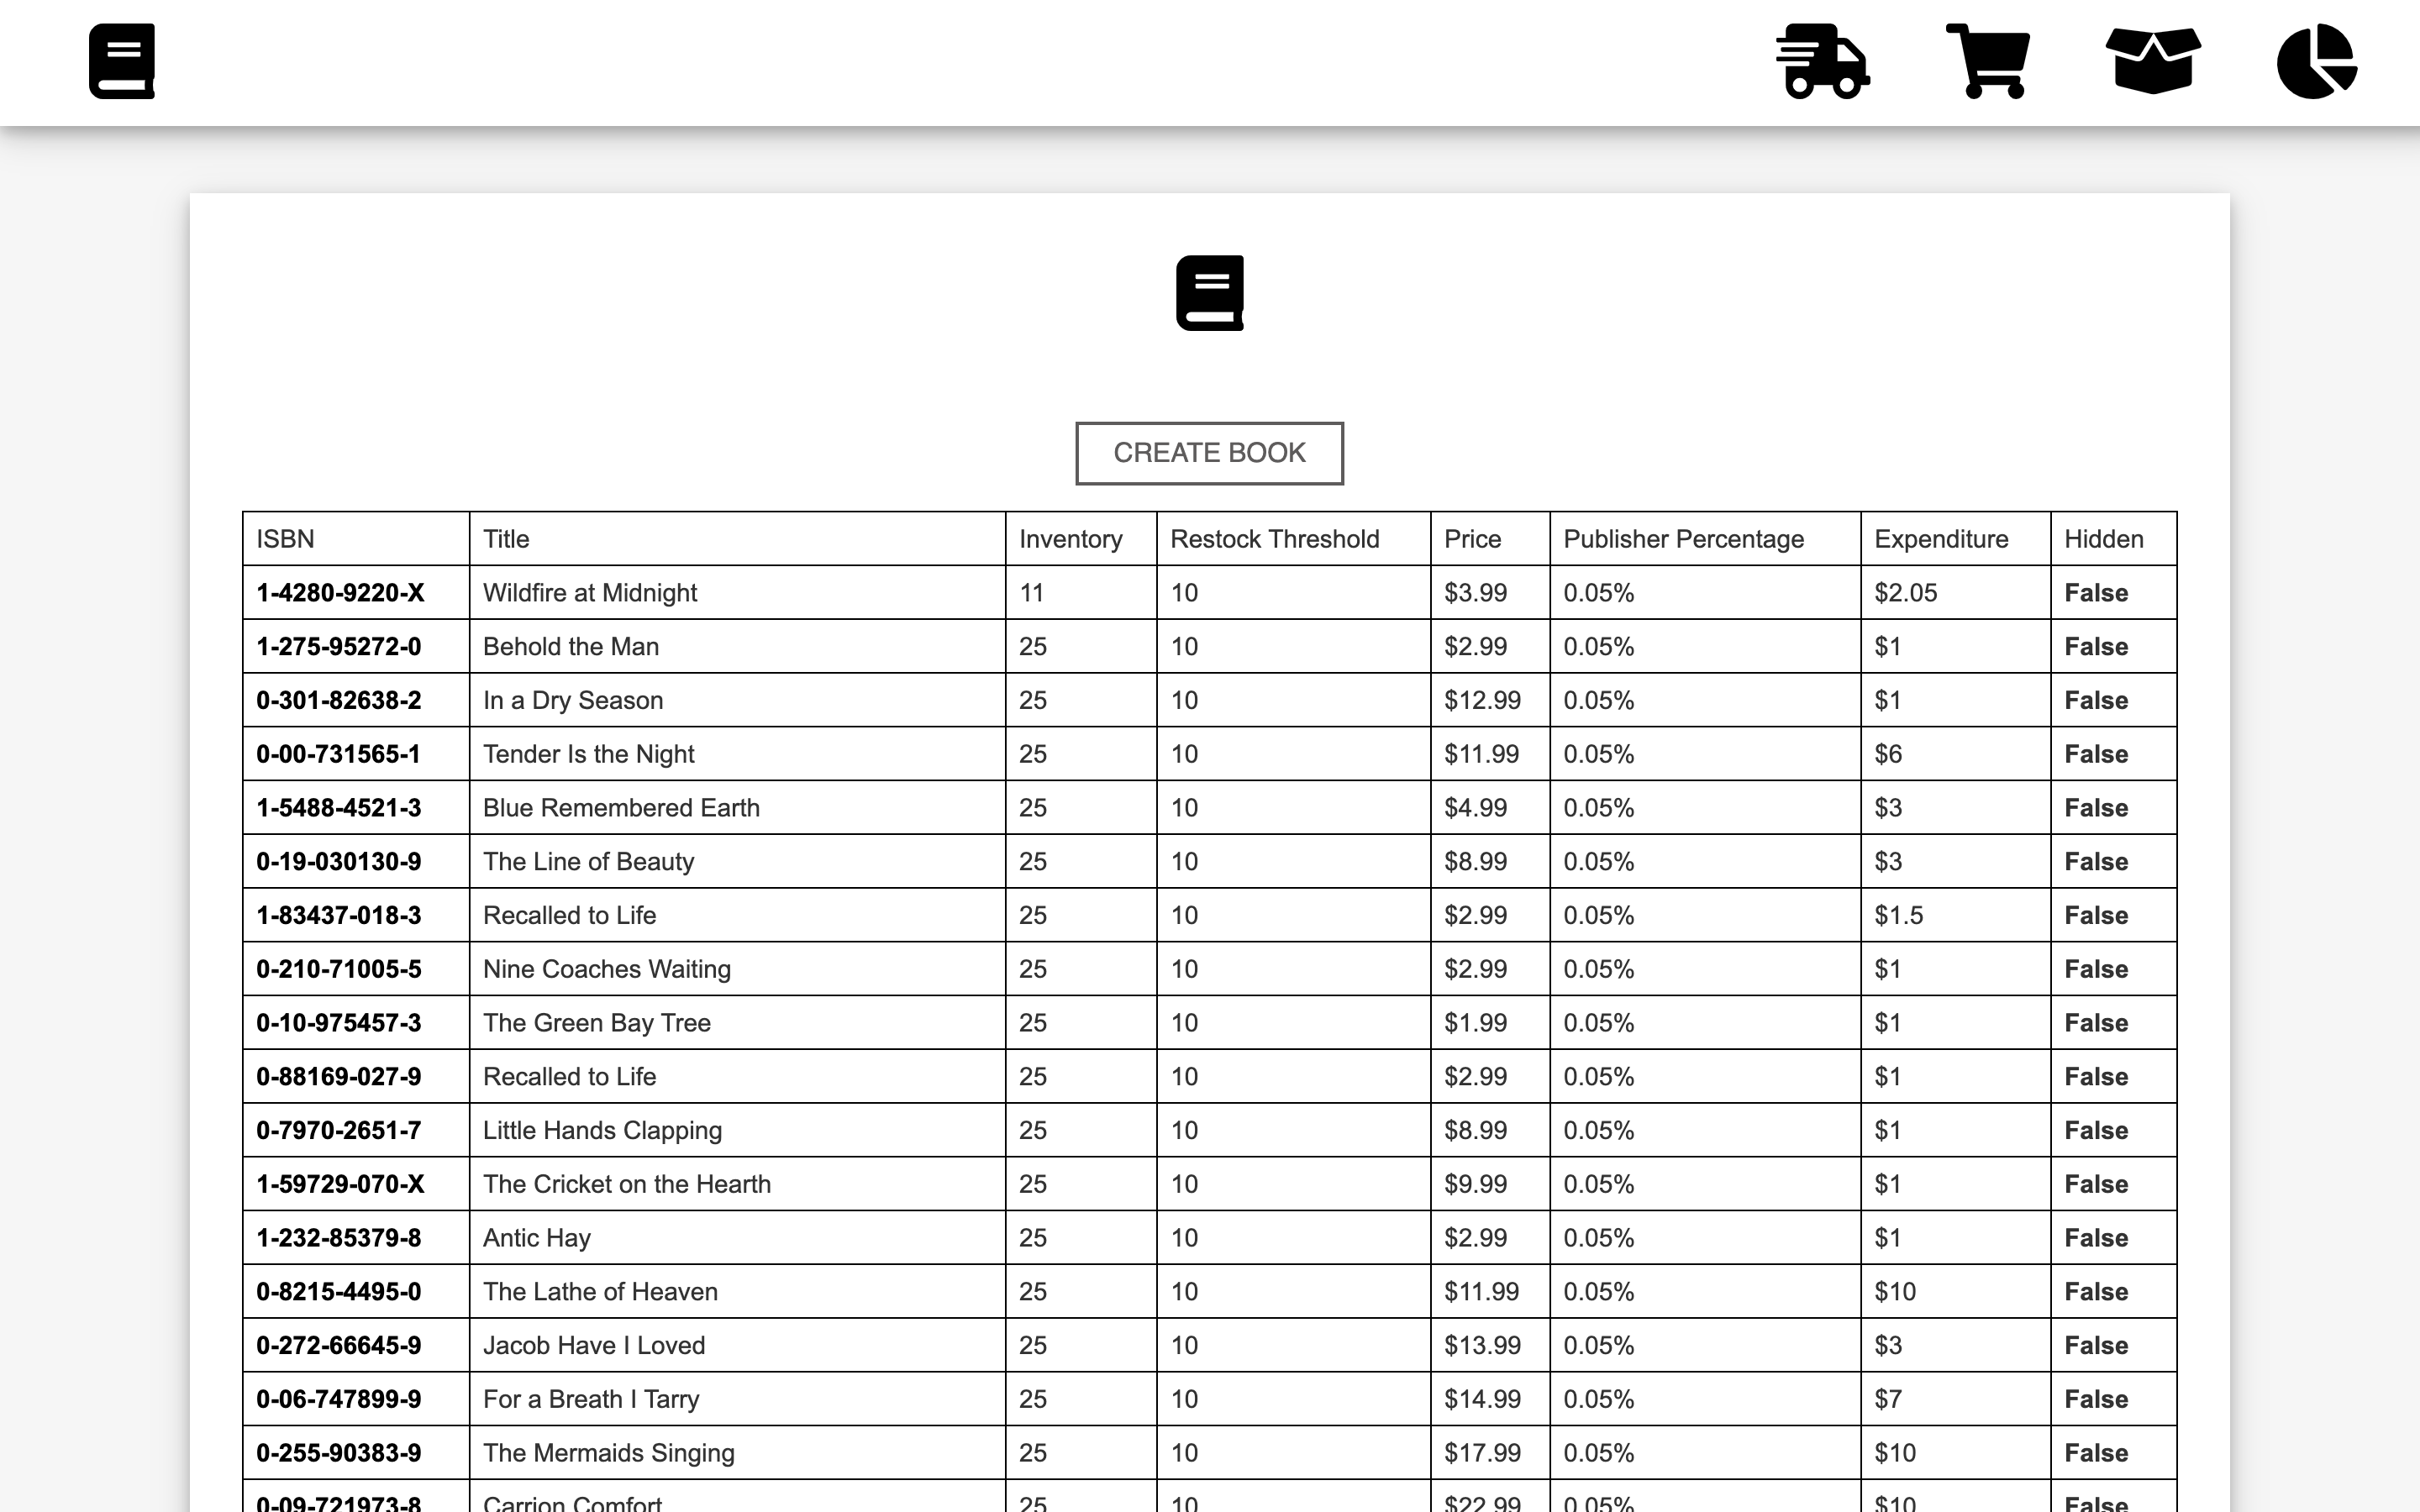 CREATE BOOK
ISBN Title Inventory Restock Threshold Price Publisher Percentage Expenditure Hidden
1-4280-9220-X Wildfire at Midnight 11 10 $3.99 0.05% $2.05 False
1-275-95272-0 Behold the Man 25 10 $2.99 0.05% $1 False
0-301-82638-2 In a Dry Season 25 10 $12.99 0.05% $1 False
0-00-731565-1 Tender Is the Night 25 10 $11.99 0.05% $6 False
1-5488-4521-3 Blue Remembered Earth 25 10 $4.99 0.05% $3 False
0-19-030130-9 The Line of Beauty 25 10 $8.99 0.05% $3 False
1-83437-018-3 Recalled to Life 25 10 $2.99 0.05% $1.5 False
0-210-71005-5 Nine Coaches Waiting 25 10 $2.99 0.05% $1 False
0-10-975457-3 The Green Bay Tree 25 10 $1.99 0.05% $1 False
0-88169-027-9 Recalled to Life 25 10 $2.99 0.05% $1 False
0-7970-2651-7 Little Hands Clapping 25 10 $8.99 0.05% $1 False
1-59729-070-X The Cricket on the Hearth 25 10 $9.99 0.05% $1 False
1-232-85379-8 Antic Hay 25 10 $2.99 0.05% $1 False
0-8215-4495-0 The Lathe of Heaven 25 10 $11.99 0.05% $10 False
0-272-66645-9 Jacob Have I Loved 25 10 $13.99 0.05% $3 False
0-06-747899-9 For a Breath I Tarry 25 10 $14.99 0.05% $7 False
0-255-90383-9 The Mermaids Singing 25 10 $17.99 0.05% $10 False
0-09-721973-8 Carrion Comfort 25 10 $22.99 0.05% $10 False